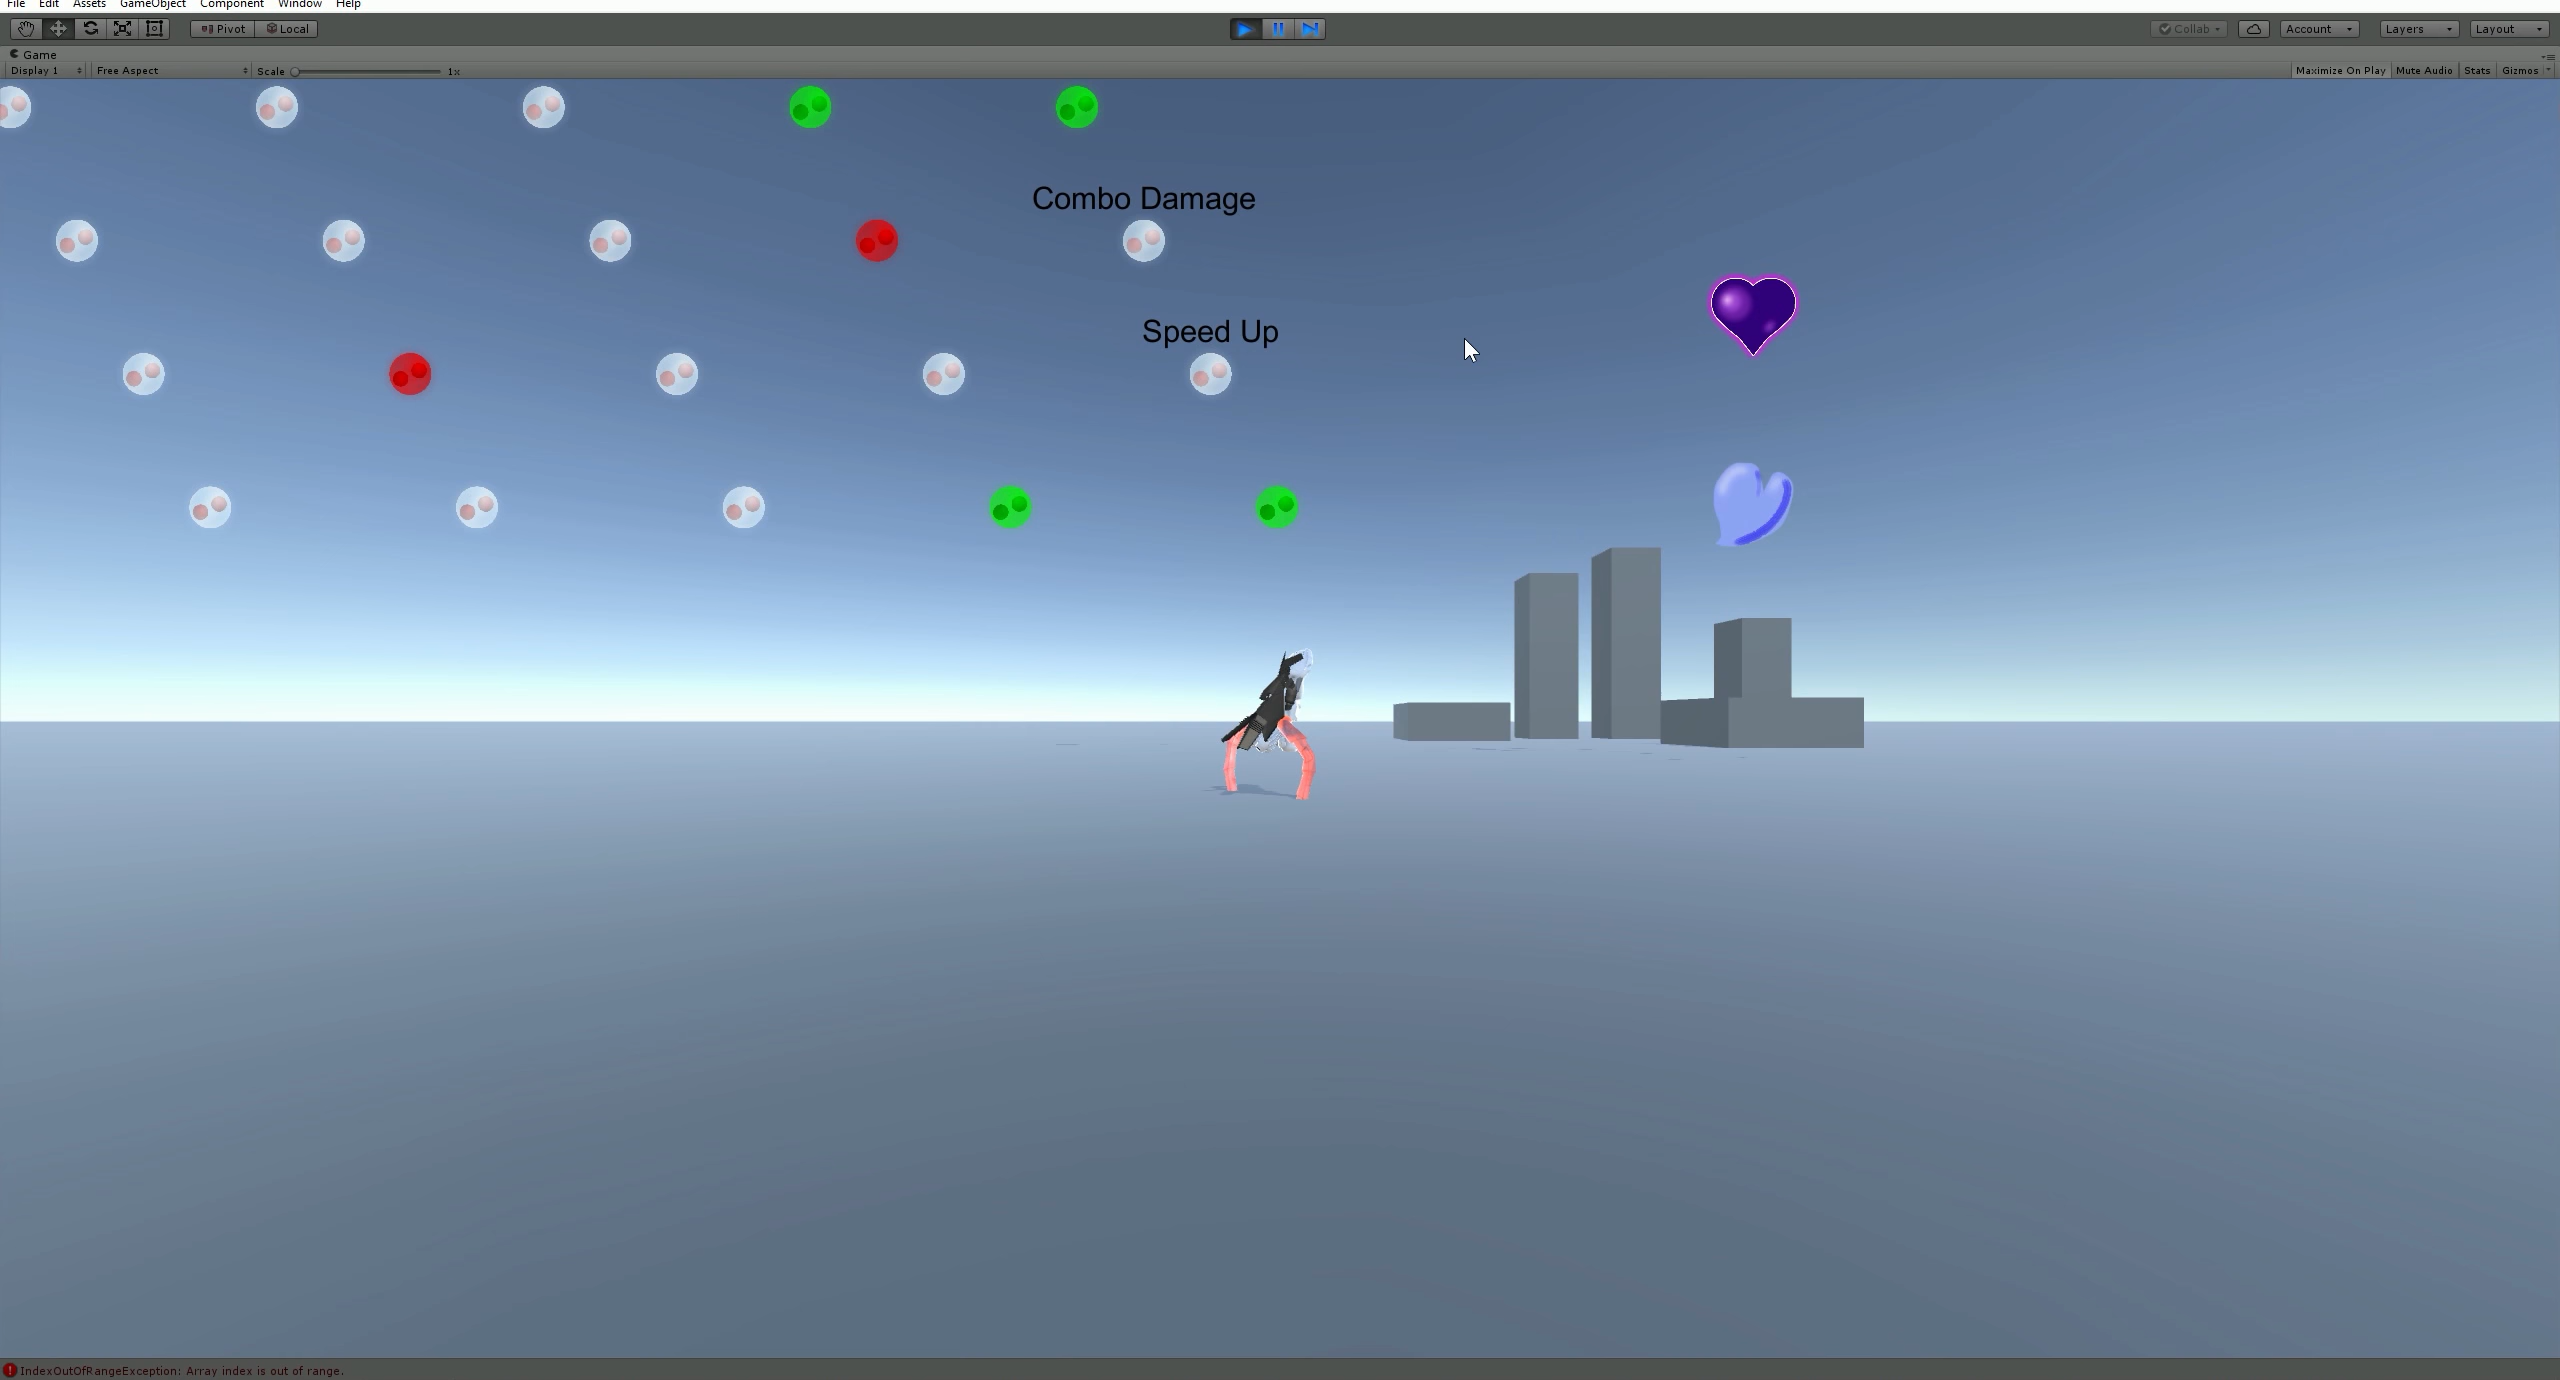 File Edit Assets GameObject Component Window Help
Pivot Local Collab Account Layers Layout
Game
Display 1 Free Aspect Scale 1x Maximize On Play Mute Audio Stats Gizmos
Combo Damage
Speed Up
IndexOutOfRangeException: Array index is out of range.